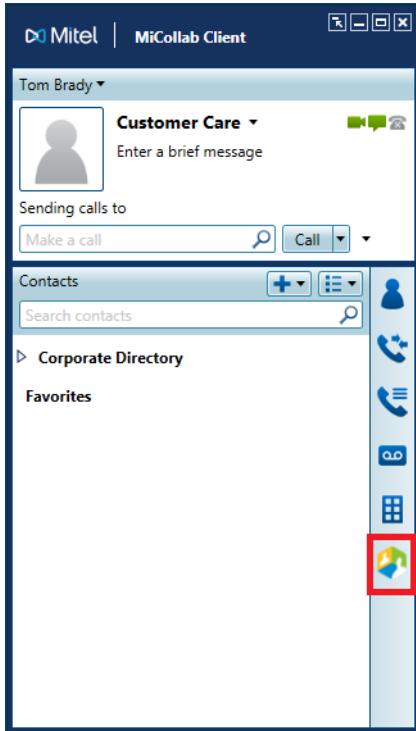 Mitel | MiCollab Client
Tom Brady
Customer Care
Enter a brief message
Sending calls to
Make a call
Call
Contacts
Search contacts
Corporate Directory
Favorites